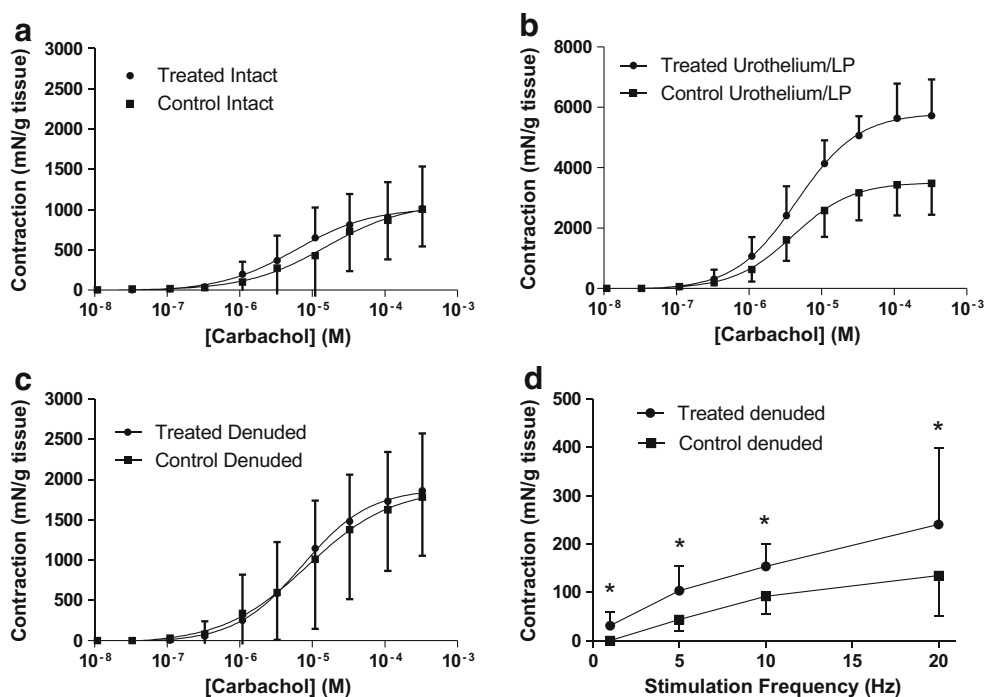 a
3000
2500
2000
1500
1000
500
0
Contraction (mN/g tissue)
Treated Intact
Control Intact
10-8
10-7
10-6
10-5
10-4
10-3
[Carbachol] (M)
b
8000
6000
4000
2000
0
Contraction (mN/g tissue)
Treated Urothelium/LP
Control Urothelium/LP
10-8
10-7
10-6
10-5
10-4
10-3
[Carbachol] (M)
c
3000
2500
2000
1500
1000
500
0
Contraction (mN/g tissue)
Treated Denuded
Control Denuded
10-8
10-7
10-6
10-5
10-4
10-3
[Carbachol] (M)
d
500
400
300
200
100
0
Contraction (mN/g tissue)
Treated denuded
Control denuded
*
*
*
*
0
5
10
15
20
Stimulation Frequency (Hz)